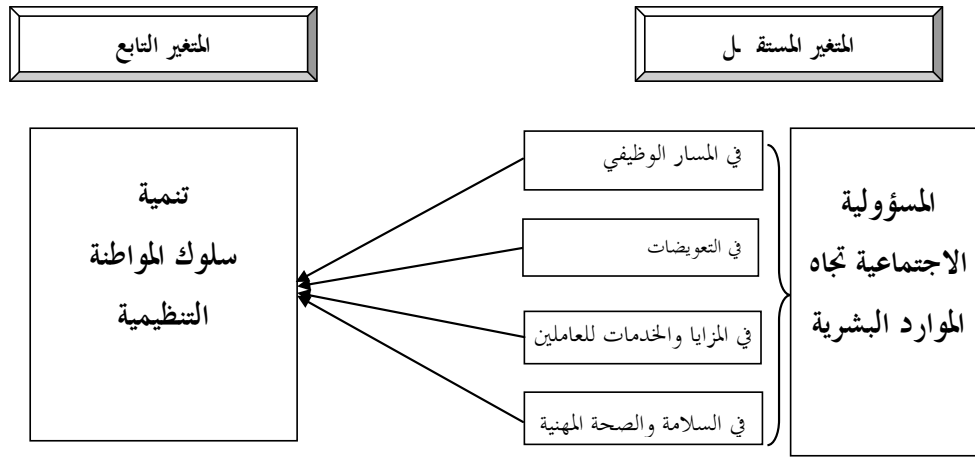 المتغير المستقـل
المتغير التابع
المسؤولية
الاجتماعية تجاه
الموارد البشرية
في المسار الوظيفي
في التعويضات
في المزايا والخدمات للعاملين
في السلامة والصحة المهنية
تنمية
سلوك المواطنة
التنظيمية